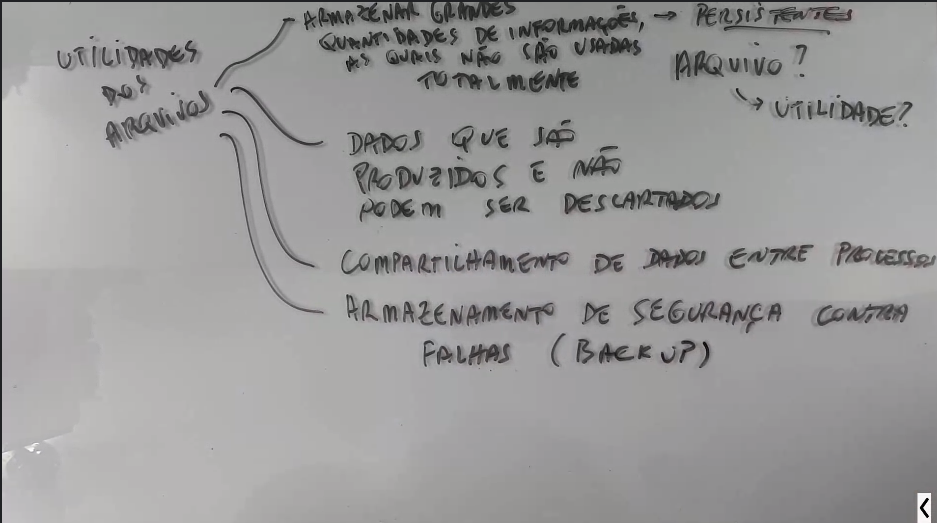 UTILIDADES
DOS
ARQUIVOS
ARMAZENAR GRANDES
QUANTIDADES DE INFORMAÇÕES,
AS QUAIS NÃO SÃO USADAS
TOTALMENTE
→ PERSISTENTES
ARQUIVO?
→ UTILIDADE?
DADOS QUE SÃO
PRODUZIDOS E NÃO
PODEM SER DESCARTADOS
COMPARTILHAMENTO DE DADOS ENTRE PROCESSOS
ARMAZENAMENTO DE SEGURANÇA CONTRA
FALHAS (BACKUP)